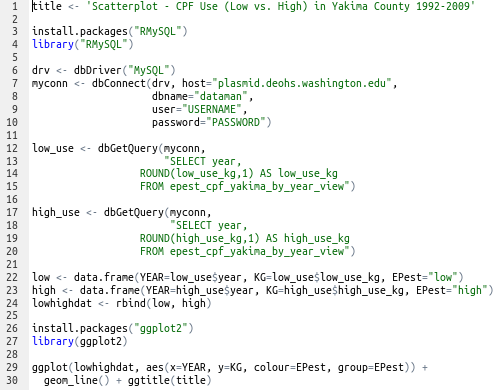 1 title <- 'Scatterplot - CPF Use (Low vs. High) in Yakima County 1992-2009'
2
3 install.packages("RMySQL")
4 library("RMySQL")
5
6 drv <- dbDriver("MySQL")
7 myconn <- dbConnect(drv, host="plasmid.deohs.washington.edu",
8 dbname="dataman",
9 user="USERNAME",
10 password="PASSWORD")
11
12 low_use <- dbGetQuery(myconn,
13 "SELECT year,
14 ROUND(low_use_kg,1) AS low_use_kg
15 FROM epest_cpf_yakima_by_year_view")
16
17 high_use <- dbGetQuery(myconn,
18 "SELECT year,
19 ROUND(high_use_kg,1) AS high_use_kg
20 FROM epest_cpf_yakima_by_year_view")
21
22 low <- data.frame(YEAR=low_use$year, KG=low_use$low_use_kg, EPest="low")
23 high <- data.frame(YEAR=high_use$year, KG=high_use$high_use_kg, EPest="high")
24 lowhighdat <- rbind(low, high)
25
26 install.packages("ggplot2")
27 library(ggplot2)
28
29 ggplot(lowhighdat, aes(x=YEAR, y=KG, colour=EPest, group=EPest)) +
30 geom_line() + ggtitle(title)